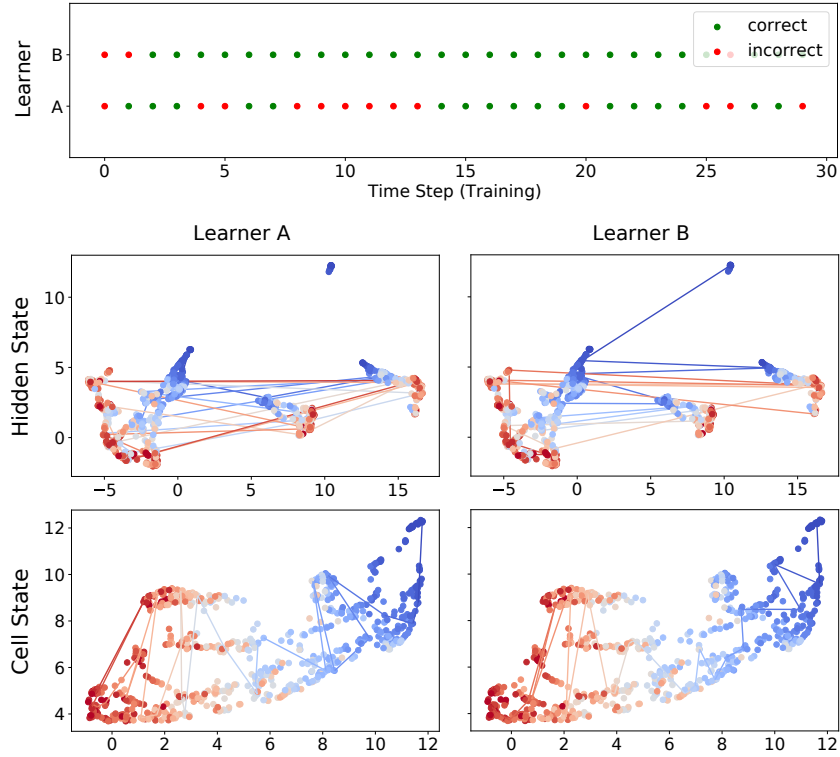 correct
incorrect
Learner
B
A
0 5 10 15 20 25 30
Time Step (Training)
Learner A Learner B
Hidden State
10
5
0
−5 0 5 10 15
−5 0 5 10 15
Cell State
12
10
8
6
4
0 2 4 6 8 10 12
0 2 4 6 8 10 12